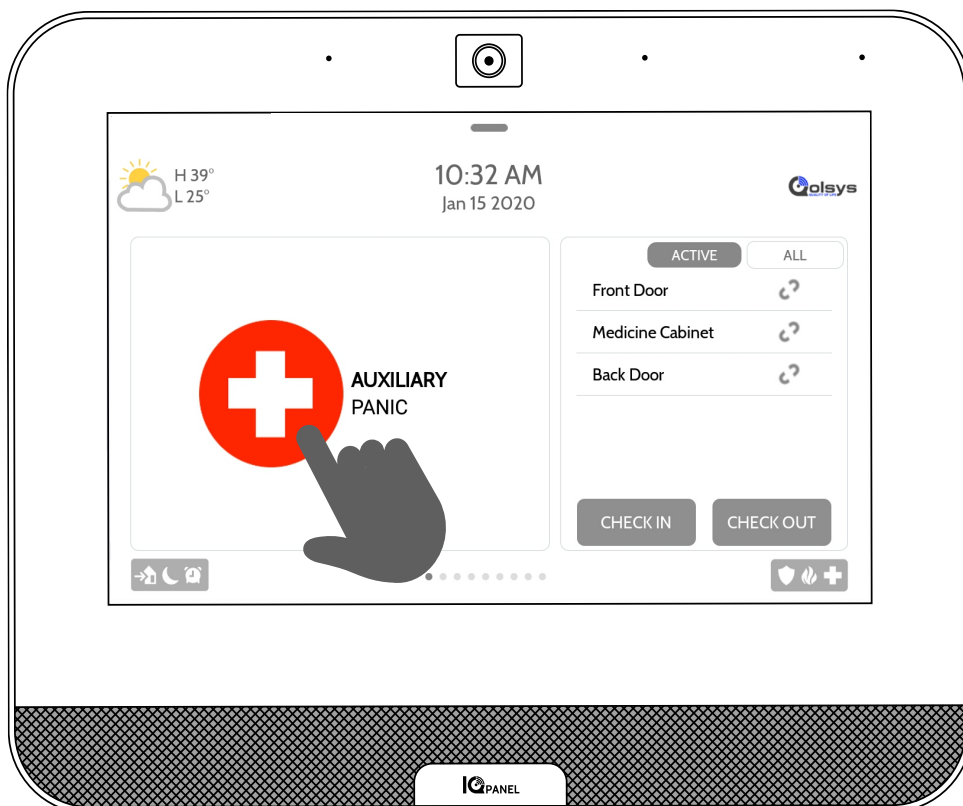 H 39°
L 25°
10:32 AM
Jan 15 2020
Qolsys
AUXILIARY
PANIC
ACTIVE
ALL
Front Door
Medicine Cabinet
Back Door
CHECK IN
CHECK OUT
IQ PANEL